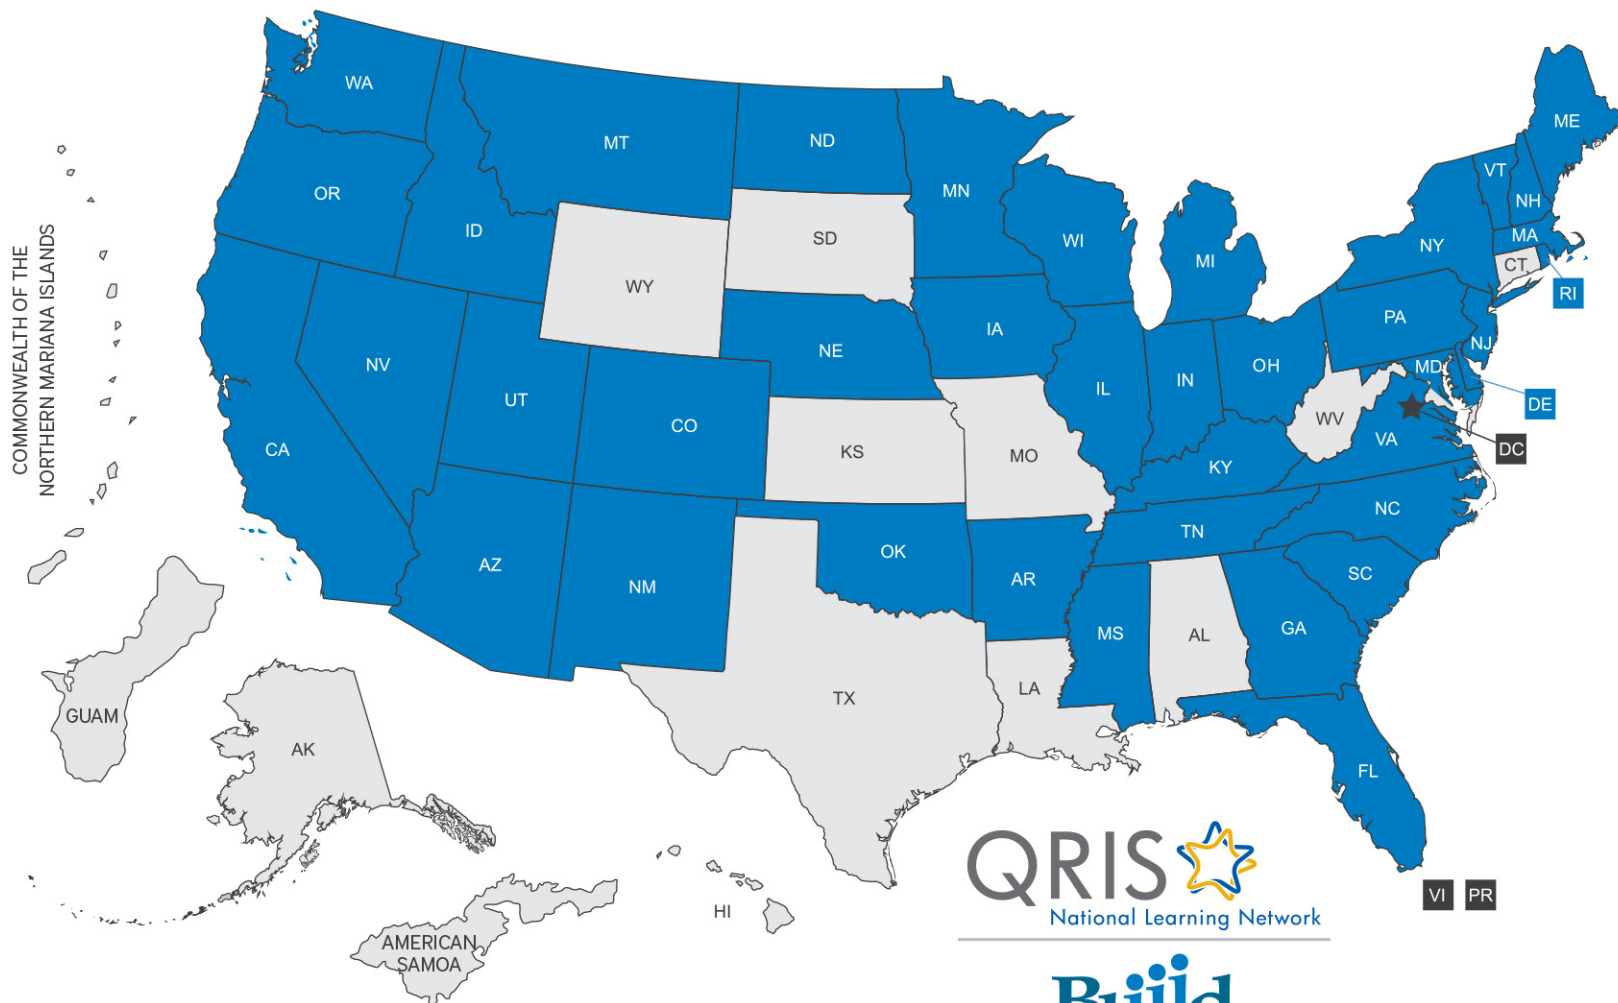 WA
MT
ND
ME
VT
OR
MN
NH
ID
SD
WI
NY
MA
MI
CT
WY
RI
PA
IA
NE
NJ
NV
OH
MD
IL
IN
UT
DE
CO
WV
VA
DC
CA
KS
MO
KY
COMMONWEALTH OF THE
NORTHERN MARIANA ISLANDS
NC
TN
OK
AZ
AR
SC
NM
MS
AL
GA
LA
TX
GUAM
AK
FL
QRIS
National Learning Network
VI
PR
HI
AMERICAN
SAMOA
Build